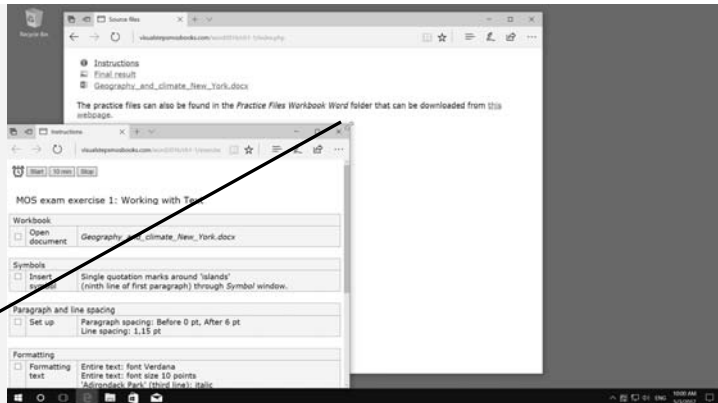 Recycle Bin
Source files
visualstepsmosbooks.com/
Instructions
Final result
Geography_and_climate_New_York.docx
The practice files can also be found in the Practice Files Workbook Word folder that can be downloaded from this
webpage.
Instructions
visualstepsmosbooks.com/
Start 10 min Stop
MOS exam exercise 1: Working with Text
Workbook
Open
document
Geography_and_climate_New_York.docx
Symbols
Insert
symbol
Single quotation marks around 'islands'
(ninth line of first paragraph) through Symbol window.
Paragraph and line spacing
Set up
Paragraph spacing: Before 0 pt, After 6 pt
Line spacing: 1,15 pt
Formatting
Formatting
text
Entire text: font Verdana
Entire text: font size 10 points
'Adirondack Park' (third line): italic
ENG
10:00 AM